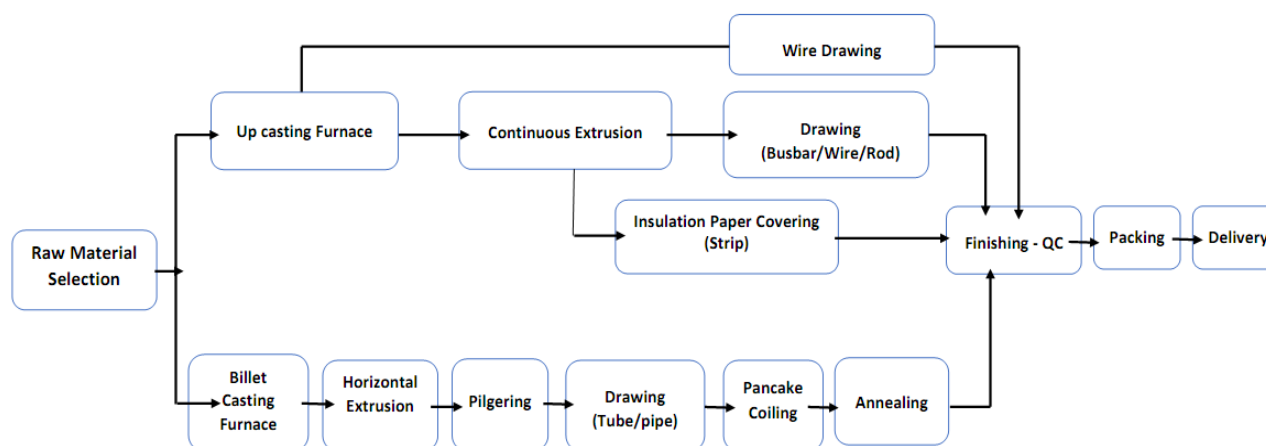 Wire Drawing
Up casting Furnace
Continuous Extrusion
Drawing
(Busbar/Wire/Rod)
Insulation Paper Covering
(Strip)
Raw Material
Selection
Finishing - QC
Packing
Delivery
Billet
Casting
Furnace
Horizontal
Extrusion
Pilgering
Drawing
(Tube/pipe)
Pancake
Coiling
Annealing